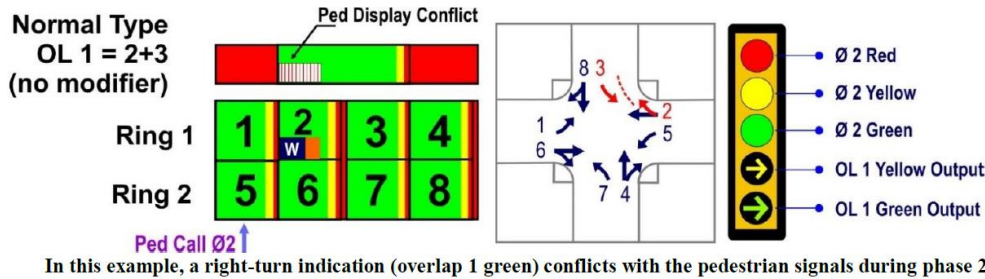 Normal Type
OL 1 = 2+3
(no modifier)
Ped Display Conflict
Ring 1
1 2 3 4
W
Ring 2
5 6 7 8
Ped Call Ø2
8 3
2
1
5
6
7 4
Ø 2 Red
Ø 2 Yellow
Ø 2 Green
OL 1 Yellow Output
OL 1 Green Output
In this example, a right-turn indication (overlap 1 green) conflicts with the pedestrian signals during phase 2